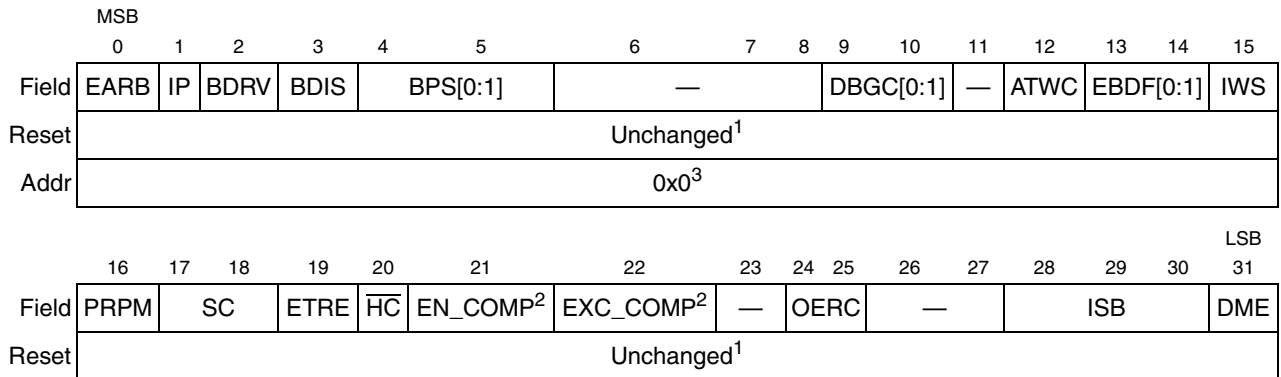 MSB
0 1 2 3 4 5 6 7 8 9 10 11 12 13 14 15
Field EARB IP BDRV BDIS BPS[0:1] — DBGC[0:1] — ATWC EBDF[0:1] IWS
Reset Unchanged1
Addr 0x03
LSB
16 17 18 19 20 21 22 23 24 25 26 27 28 29 30 31
Field PRPM SC ETRE HC EN_COMP2 EXC_COMP2 — OERC — ISB DME
Reset Unchanged1